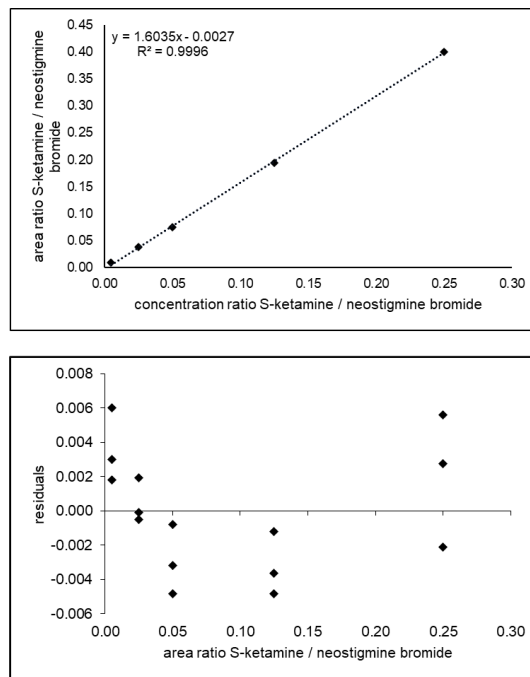 y = 1.6035x - 0.0027
R² = 0.9996
area ratio S-ketamine / neostigmine
bromide
0.40
0.45
0.35
0.30
0.25
0.20
0.15
0.10
0.05
0.00
0.00 0.05 0.10 0.15 0.20 0.25 0.30
concentration ratio S-ketamine / neostigmine bromide
residuals
0.008
0.006
0.004
0.002
0.000
-0.002
-0.004
-0.006
0.00 0.05 0.10 0.15 0.20 0.25 0.30
area ratio S-ketamine / neostigmine bromide